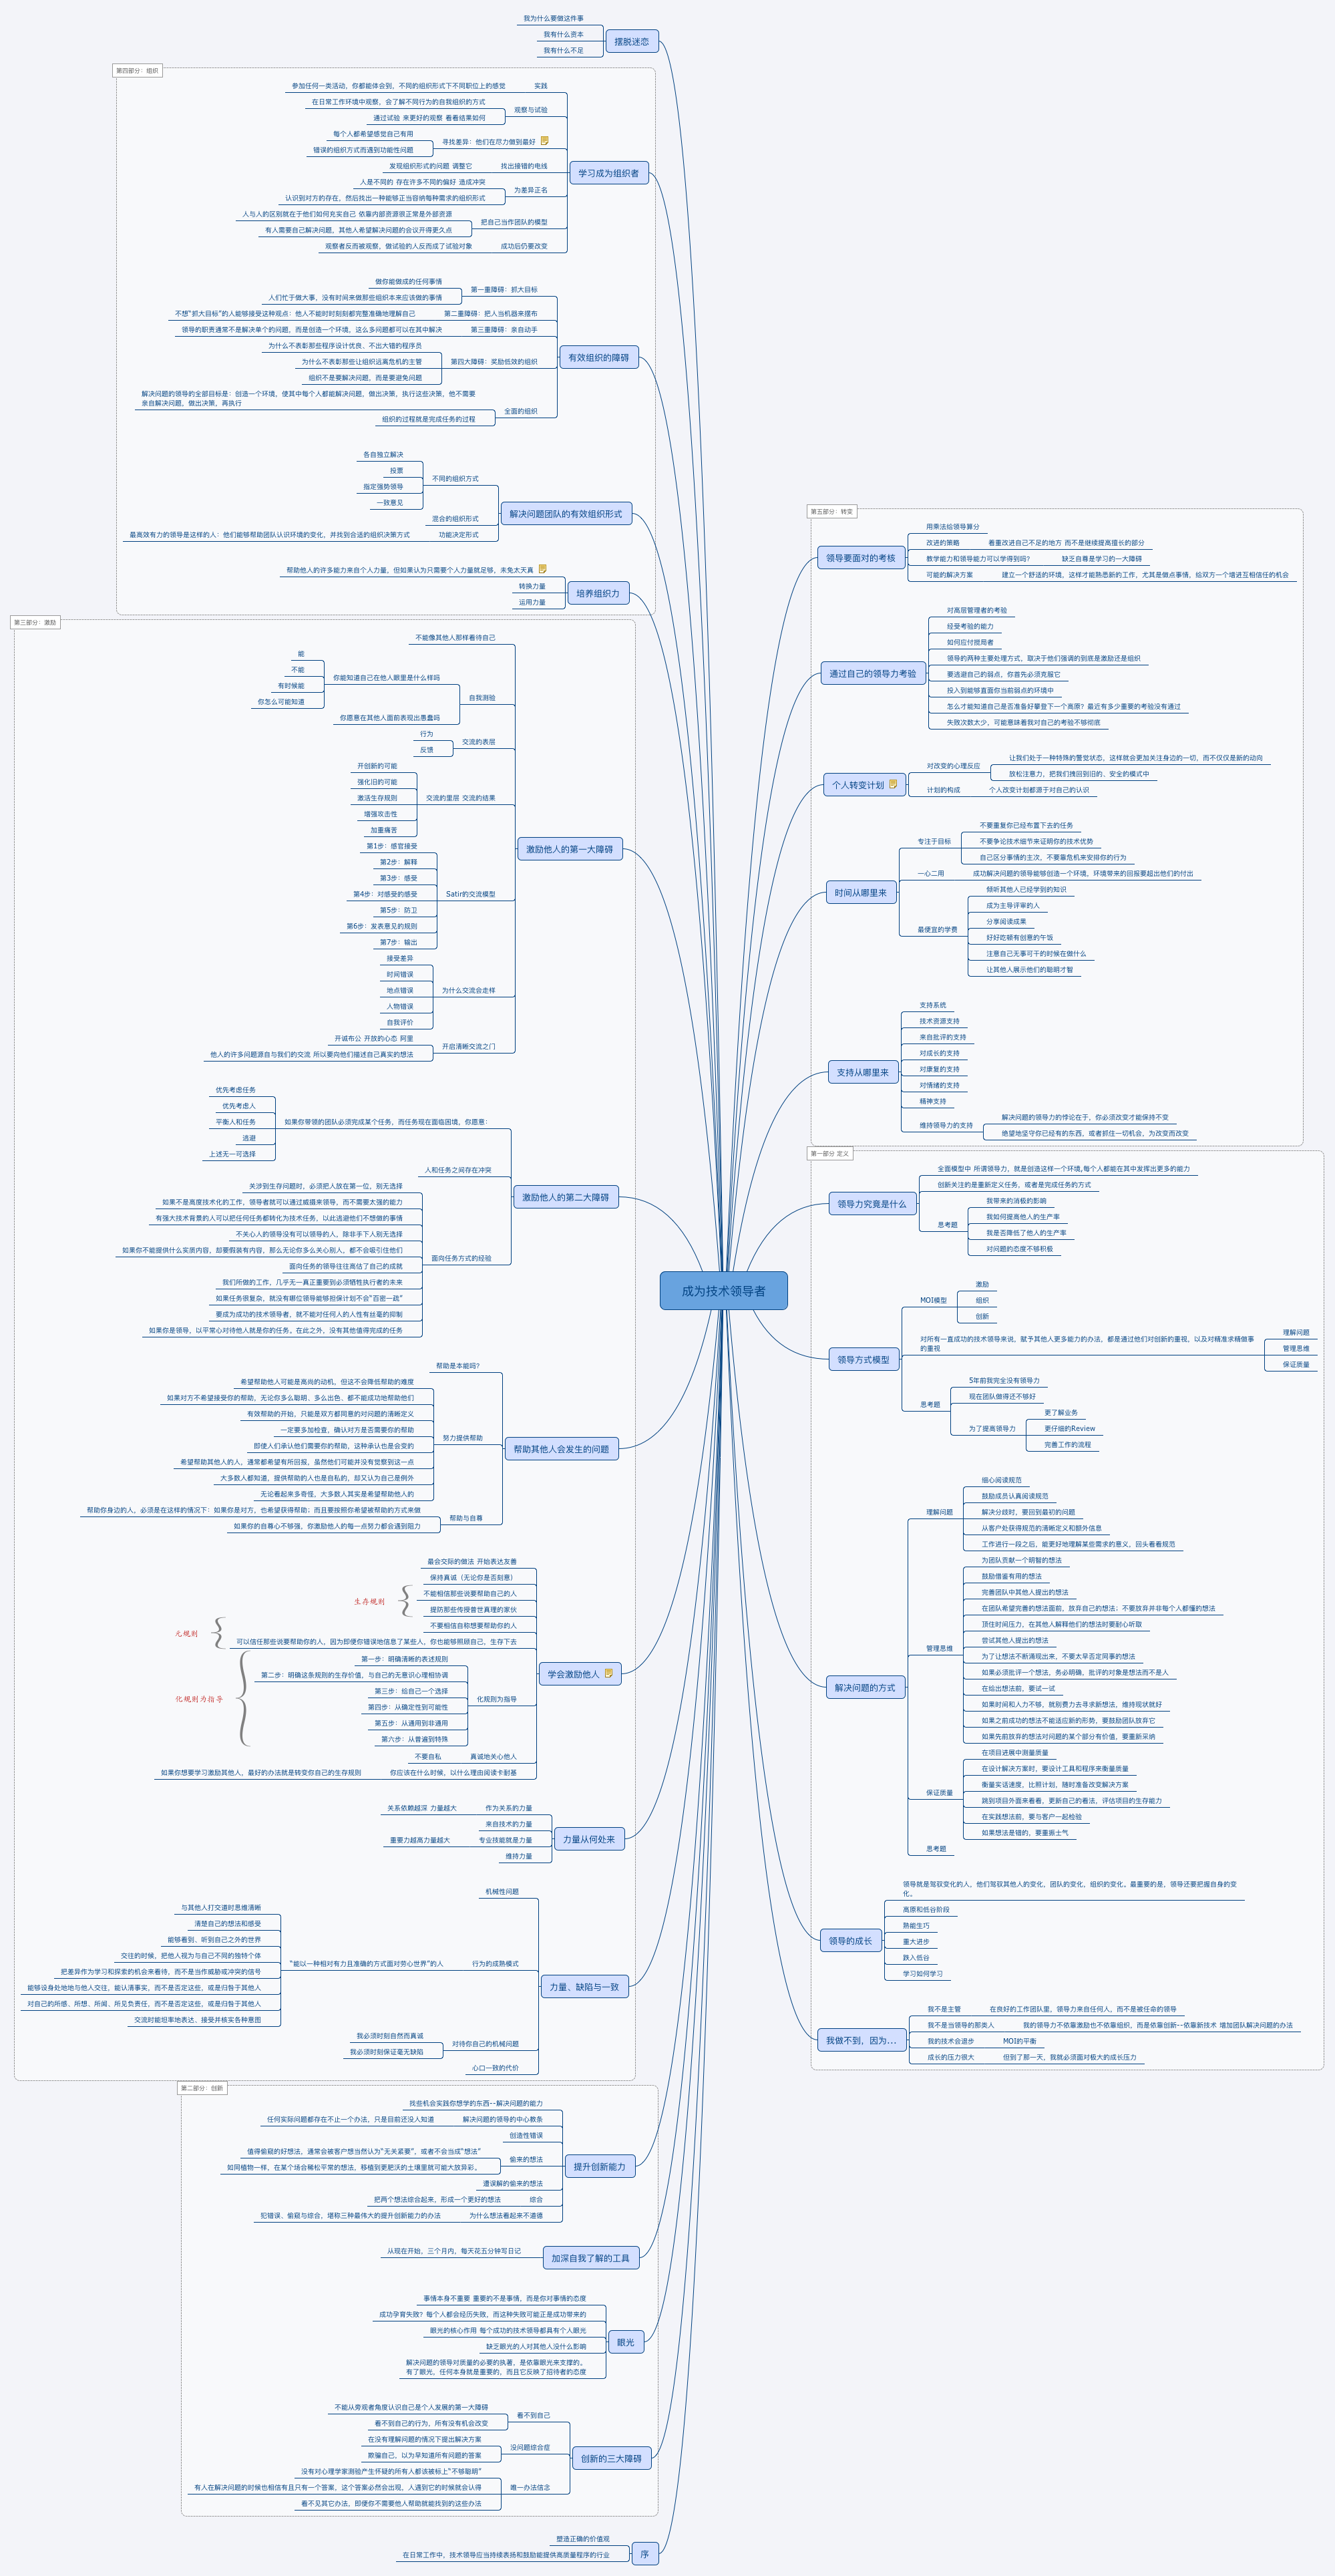 成为技术领导者
摆脱迷恋
我为什么要做这件事
我有什么资本
我有什么不足
第四部分：组织
学习成为组织者
实践
参加任何一类活动，你都能体会到，不同的组织形式下不同职位上的感觉
观察与试验
在日常工作环境中观察，会了解不同行为的自我组织的方式
通过试验 来更好的观察 看看结果如何
寻找差异：他们在尽力做到最好
每个人都希望感觉自己有用
错误的组织方式而遇到功能性问题
找出接错的电线
发现组织形式的问题 调整它
为差异正名
人是不同的 存在许多不同的偏好 造成冲突
认识到对方的存在，然后找出一种能够正当容纳每种需求的组织形式
把自己当作团队的模型
人与人的区别就在于他们如何充实自己 依靠内部资源很正常是外部资源
有人需要自己解决问题，其他人希望解决问题的会议开得更久点
成功后仍要改变
观察者反而被观察，做试验的人反而成了试验对象
有效组织的障碍
第一重障碍：抓大目标
做你能做成的任何事情
人们忙于做大事，没有时间来做那些组织本来应该做的事情
第二重障碍：把人当机器来摆布
不想“抓大目标”的人能够接受这种观点：他人不能时时刻刻都完整准确地理解自己
第三重障碍：亲自动手
领导的职责通常不是解决单个的问题，而是创造一个环境，这么多问题都可以在其中解决
第四大障碍：奖励低效的组织
为什么不表彰那些程序设计优良、不出大错的程序员
为什么不表彰那些让组织远离危机的主管
组织不是要解决问题，而是要避免问题
全面的组织
解决问题的领导的全部目标是：创造一个环境，使其中每个人都能解决问题，做出决策，执行这些决策，他不需要
亲自解决问题，做出决策，再执行
组织的过程就是完成任务的过程
解决问题团队的有效组织形式
不同的组织方式
各自独立解决
投票
指定强势领导
一致意见
混合的组织形式
功能决定形式
最高效有力的领导是这样的人：他们能够帮助团队认识环境的变化，并找到合适的组织决策方式
培养组织力
帮助他人的许多能力来自个人力量，但如果认为只需要个人力量就足够，未免太天真
转换力量
运用力量
第三部分：激励
激励他人的第一大障碍
不能像其他人那样看待自己
自我测验
你能知道自己在他人眼里是什么样吗
能
不能
有时候能
你怎么可能知道
你愿意在其他人面前表现出愚蠢吗
交流的表层
行为
反馈
交流的里层 交流的结果
开创新的可能
强化旧的可能
激活生存规则
增强攻击性
加重痛苦
Satir的交流模型
第1步：感官接受
第2步：解释
第3步：感受
第4步：对感受的感受
第5步：防卫
第6步：发表意见的规则
第7步：输出
为什么交流会走样
接受差异
时间错误
地点错误
人物错误
自我评价
开启清晰交流之门
开诚布公 开放的心态 阿里
他人的许多问题源自与我们的交流 所以要向他们描述自己真实的想法
激励他人的第二大障碍
如果你带领的团队必须完成某个任务，而任务现在面临困境，你愿意：
优先考虑任务
优先考虑人
平衡人和任务
逃避
上述无一可选择
人和任务之间存在冲突
面向任务方式的经验
关涉到生存问题时，必须把人放在第一位，别无选择
如果不是高度技术化的工作，领导者就可以通过威摄来领导，而不需要太强的能力
有强大技术背景的人可以把任何任务都转化为技术任务，以此逃避他们不想做的事情
不关心人的领导没有可以领导的人，除非手下人别无选择
如果你不能提供什么实质内容，却要假装有内容，那么无论你多么关心别人，都不会吸引住他们
面向任务的领导往往高估了自己的成就
我们所做的工作，几乎无一真正重要到必须牺牲执行者的未来
如果任务很复杂，就没有哪位领导能够担保计划不会“百密一疏”
要成为成功的技术领导者，就不能对任何人的人性有丝毫的抑制
如果你是领导，以平常心对待他人就是你的任务。在此之外，没有其他值得完成的任务
帮助其他人会发生的问题
帮助是本能吗？
努力提供帮助
希望帮助他人可能是高尚的动机，但这不会降低帮助的难度
如果对方不希望接受你的帮助，无论你多么聪明、多么出色、都不能成功地帮助他们
有效帮助的开始，只能是双方都同意的对问题的清晰定义
一定要多加检查，确认对方是否需要你的帮助
即使人们承认他们需要你的帮助，这种承认也是会变的
希望帮助其他人的人，通常都希望有所回报，虽然他们可能并没有觉察到这一点
大多数人都知道，提供帮助的人也是自私的，却又认为自己是例外
无论看起来多奇怪，大多数人其实是希望帮助他人的
帮助与自尊
帮助你身边的人，必须是在这样的情况下：如果你是对方，也希望获得帮助；而且要按照你希望被帮助的方式来做
如果你的自尊心不够强，你激励他人的每一点努力都会遇到阻力
学会激励他人
最会交际的做法 开始表达友善
保持真诚（无论你是否刻意）
不能相信那些说要帮助自己的人
提防那些传授普世真理的家伙
不要相自称想要帮助你的人
可以信任那些说要帮助你的人，因为即便你错误地信息了某些人，你也能够照顾自己，生存下去
生存规则
元规则
化规则为指导
化规则为指导
第一步：明确清晰的表述规则
第二步：明确这条规则的生存价值，与自己的无意识心理相协调
第三步：给自己一个选择
第四步：从确定性到可能性
第五步：从通用到非通用
第六步：从普遍到特殊
真诚地关心他人
不要自私
你应该在什么时候，以什么理由阅读卡耐基
如果你想要学习激励其他人，最好的办法就是转变你自己的生存规则
力量从何处来
作为关系的力量
关系依赖越深 力量越大
来自技术的力量
专业技能就是力量
重要力越高力量越大
维持力量
力量、缺陷与一致
机械性问题
行为的成熟模式
“能以一种相对有力且准确的方式面对劳心世界”的人
与其他人打交道时思维清晰
清楚自己的想法和感受
能够看到、听到自己之外的世界
交往的时候，把他人视为与自己不同的独特个体
把差异作为学习和探索的机会来看待，而不是当作威胁或冲突的信号
能够设身处地地与他人交往，能认清事实，而不是否定这些，或是归咎于其他人
对自己的所感、所想、所闻、所见负责任，而不是否定这些，或是归咎于其他人
交流时能坦率地表达、接受并核实各种意图
对待你自己的机械问题
我必须时刻自然而真诚
我必须时刻保证毫无缺陷
心口一致的代价
第二部分：创新
提升创新能力
找些机会实践你想学的东西--解决问题的能力
解决问题的领导的中心教条
任何实际问题都存在不止一个办法，只是目前还没人知道
创造性错误
偷来的想法
值得偷窃的好想法，通常会被客户想当然认为“无关紧要”，或者不会当成“想法”
如同植物一样，在某个场合稀松平常的想法，移植到更肥沃的土壤里就可能大放异彩。
遭误解的偷来的想法
综合
把两个想法综合起来，形成一个更好的想法
为什么想法看起来不道德
犯错误、偷窃与综合，堪称三种最伟大的提升创新能力的办法
加深自我了解的工具
从现在开始，三个月内，每天花五分钟写日记
眼光
事情本身不重要 重要的不是事情，而是你对事情的态度
成功孕育失败？每个人都会经历失败，而这种失败可能正是成功带来的
眼光的核心作用 每个成功的技术领导都具有个人眼光
缺乏眼光的人对其他人没什么影响
解决问题的领导对质量的必要的执著，是依靠眼光来支撑的。
有了眼光，任何本身就是重要的，而且它反映了招待者的态度
创新的三大障碍
看不到自己
不能从旁观者角度认识自己是个人发展的第一大障碍
看不到自己的行为，所有没有机会改变
没问题综合症
在没有理解问题的情况下提出解决方案
欺骗自己，以为早知道所有问题的答案
唯一办法信念
没有对心理学家测验产生怀疑的所有人都该被标上“不够聪明”
有人在解决问题的时候也相信有且只有一个答案，这个答案必然会出现，人遇到它的时候就会认得
看不见其它办法，即便你不需要他人帮助就能找到的这些办法
序
塑造正确的价值观
在日常工作中，技术领导应当持续表扬和鼓励能提供高质量程序的行业
第五部分：转变
领导要面对的考核
用乘法给领导算分
改进的策略
着重改进自己不足的地方 而不是继续提高擅长的部分
教学能力和领导能力可以学得到吗？
缺乏自尊是学习的一大障碍
可能的解决方案
建立一个舒适的环境，这样才能熟悉新的工作，尤其是做点事情，给双方一个增进互相信任的机会
通过自己的领导力考验
对高层管理者的考验
经受考验的能力
如何应付搅局者
领导的两种主要处理方式，取决于他们强调的到底是激励还是组织
要逃避自己的弱点，你首先必须克服它
投入到能够直面你当前弱点的环境中
怎么才能知道自己是否准备好攀登下一个高原？最近有多少重要的考验没有通过
失败次数太少，可能意味着我对自己的考验不够彻底
个人转变计划
对改变的心理反应
让我们处于一种特殊的警觉状态，这样就会更加关注身边的一切，而不仅仅是新的动向
放松注意力，把我们拽回到旧的、安全的模式中
计划的构成
个人改变计划都源于对自己的认识
时间从哪里来
专注于目标
不要重复你已经布置下去的任务
不要争论技术细节来证明你的技术优势
自己区分事情的主次，不要靠危机来安排你的行为
一心二用
成功解决问题的领导能够创造一个环境，环境带来的回报要超出他们的付出
最便宜的学费
倾听其他人已经学到的知识
成为主导评审的人
分享阅读成果
好好吃顿有创意的午饭
注意自己无事可干的时候在做什么
让其他人展示他们的聪明才智
支持从哪里来
支持系统
技术资源支持
来自批评的支持
对成长的支持
对康复的支持
对情绪的支持
精神支持
维持领导力的支持
解决问题的领导力的悖论在于，你必须改变才能保持不变
绝望地坚守你已经有的东西，或者抓住一切机会，为改变而改变
第一部分 定义
领导力究竟是什么
全面模型中 所谓领导力，就是创造这样一个环境,每个人都能在其中发挥出更多的能力
创新关注的是重新定义任务，或者是完成任务的方式
思考题
我带来的消极的影响
我如何提高他人的生产率
我是否降低了他人的生产率
对问题的态度不够积极
领导方式模型
MOI模型
激励
组织
创新
对所有一直成功的技术领导来说，赋予其他人更多能力的办法，都是通过他们对创新的重视，以及对精准求精做事
的重视
理解问题
管理思维
保证质量
思考题
5年前我完全没有领导力
现在团队做得还不够好
为了提高领导力
更了解业务
更仔细的Review
完善工作的流程
解决问题的方式
理解问题
细心阅读规范
鼓励成员认真阅读规范
解决分歧时，要回到最初的问题
从客户处获得规范的清晰定义和额外信息
工作进行一段之后，能更好地理解某些需求的意义，回头看看规范
管理思维
为团队贡献一个明智的想法
鼓励借鉴有用的想法
完善团队中其他人提出的想法
在团队希望完善的想法面前，放弃自己的想法；不要放弃并非每个人都懂的想法
顶住时间压力，在其他人解释他们的想法时要耐心听取
尝试其他人提出的想法
为了让想法不断涌现出来，不要太早否定同事的想法
如果必须批评一个想法，务必明确，批评的对象是想法而不是人
在给出想法前，要试一试
如果时间和人力不够，就别费力去寻求新想法，维持现状就好
如果之前成功的想法不能适应新的形势，要鼓励团队放弃它
如果先前放弃的想法对问题的某个部分有价值，要重新采纳
保证质量
在项目进展中测量质量
在设计解决方案时，要设计工具和程序来衡量质量
衡量实话速度，比照计划，随时准备改变解决方案
跳到项目外面来看看，更新自己的看法，评估项目的生存能力
在实践想法前，要与客户一起检验
如果想法是错的，要重振士气
思考题
领导的成长
领导就是驾驭变化的人，他们驾驭其他人的变化，团队的变化，组织的变化。最重要的是，领导还要把握自身的变
化。
高原和低谷阶段
熟能生巧
重大进步
跌入低谷
学习如何学习
我做不到，因为...
我不是主管
在良好的工作团队里，领导力来自任何人，而不是被任命的领导
我不是当领导的那类人
我的领导力不依靠激励也不依靠组织，而是依靠创新--依靠新技术 增加团队解决问题的办法
我的技术会退步
MOI的平衡
成长的压力很大
但到了那一天，我就必须面对极大的成长压力